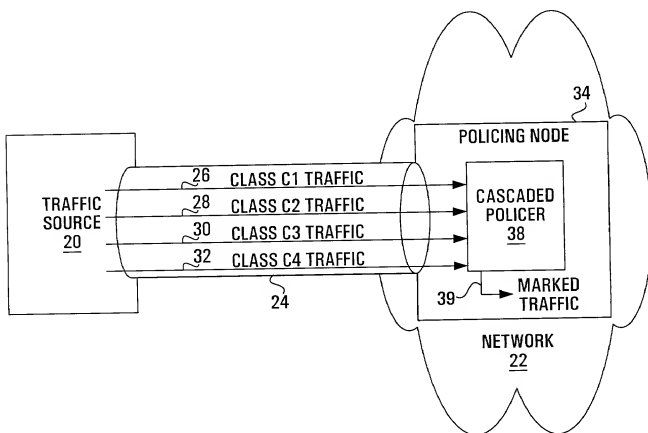 34
POLICING NODE
26
CLASS C1 TRAFFIC
28
CLASS C2 TRAFFIC
30
CLASS C3 TRAFFIC
32
CLASS C4 TRAFFIC
24
TRAFFIC
SOURCE
20
CASCADED
POLICER
38
39
MARKED
TRAFFIC
NETWORK
22